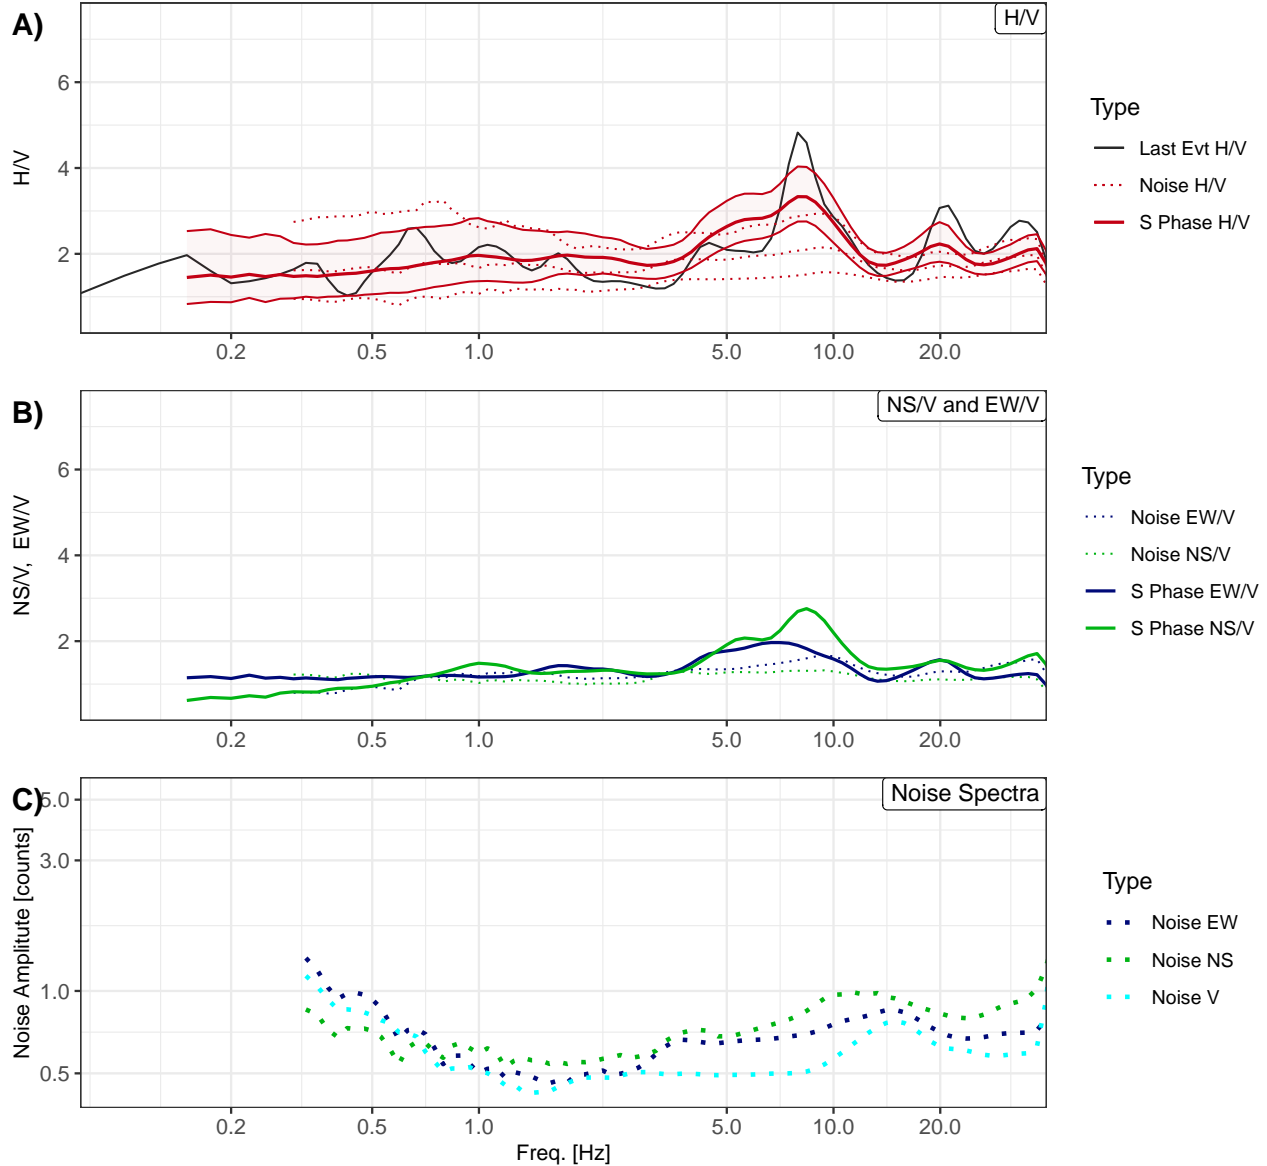 A)
H/V
H/V
6
4
2
0.2 0.5 1.0 5.0 10.0 20.0
Type
Last Evt H/V
Noise H/V
S Phase H/V
B)
NS/V and EW/V
NS/V, EW/V
6
4
2
0.2 0.5 1.0 5.0 10.0 20.0
Type
Noise EW/V
Noise NS/V
S Phase EW/V
S Phase NS/V
C)
Noise Spectra
Noise Amplitute [counts]
5.0
3.0
1.0
0.5
0.2 0.5 1.0 5.0 10.0 20.0
Freq. [Hz]
Type
Noise EW
Noise NS
Noise V